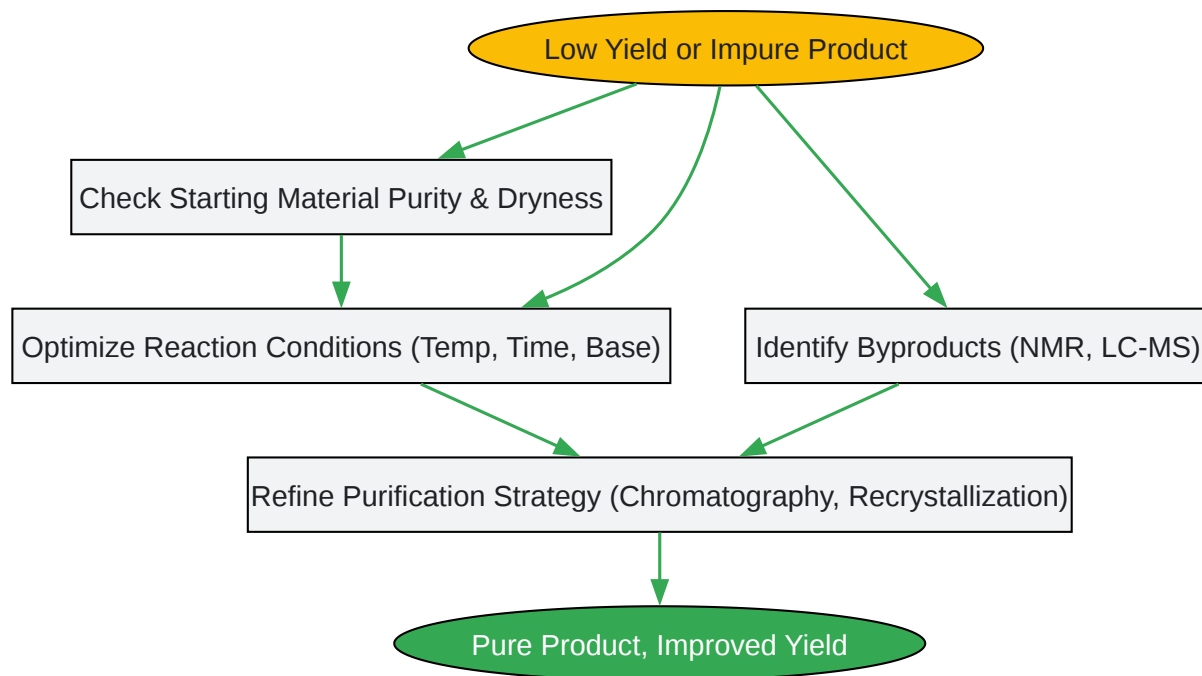 Low Yield or Impure Product
Check Starting Material Purity & Dryness
Optimize Reaction Conditions (Temp, Time, Base)
Identify Byproducts (NMR, LC-MS)
Refine Purification Strategy (Chromatography, Recrystallization)
Pure Product, Improved Yield